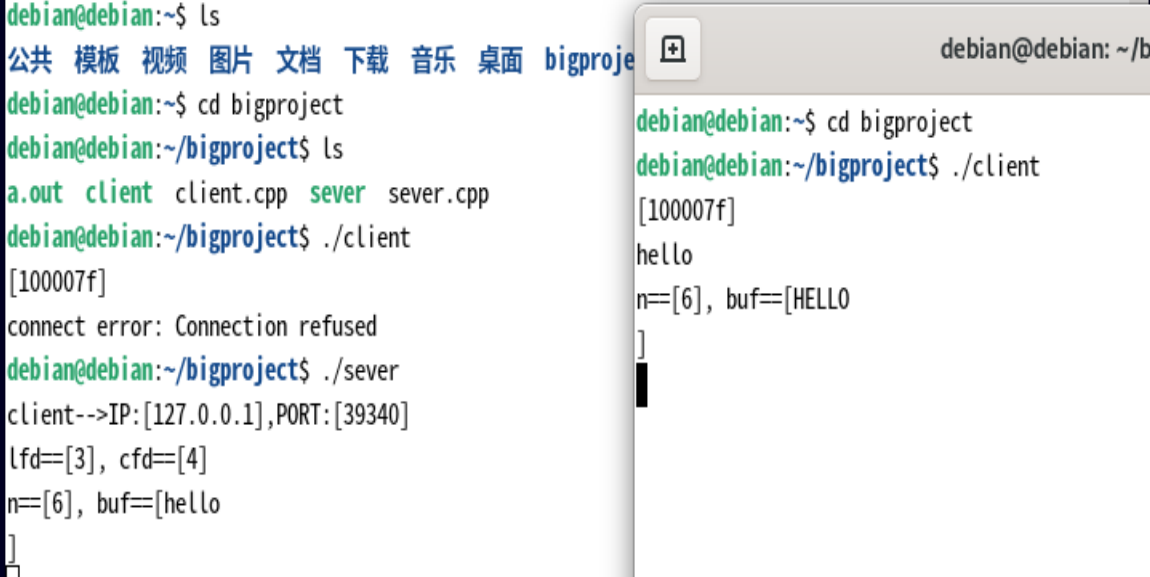 debian@debian:~$ ls
公共 模板 视频 图片 文档 下载 音乐 桌面 bigproje
debian@debian:~$ cd bigproject
debian@debian:~/bigproject$ ls
a.out client client.cpp sever sever.cpp
debian@debian:~/bigproject$ ./client
[100007f]
connect error: Connection refused
debian@debian:~/bigproject$ ./sever
client-->IP:[127.0.0.1],PORT:[39340]
lfd==[3], cfd==[4]
n==[6], buf==[hello
]
debian@debian: ~/b
debian@debian:~$ cd bigproject
debian@debian:~/bigproject$ ./client
[100007f]
hello
n==[6], buf==[HELLO
]